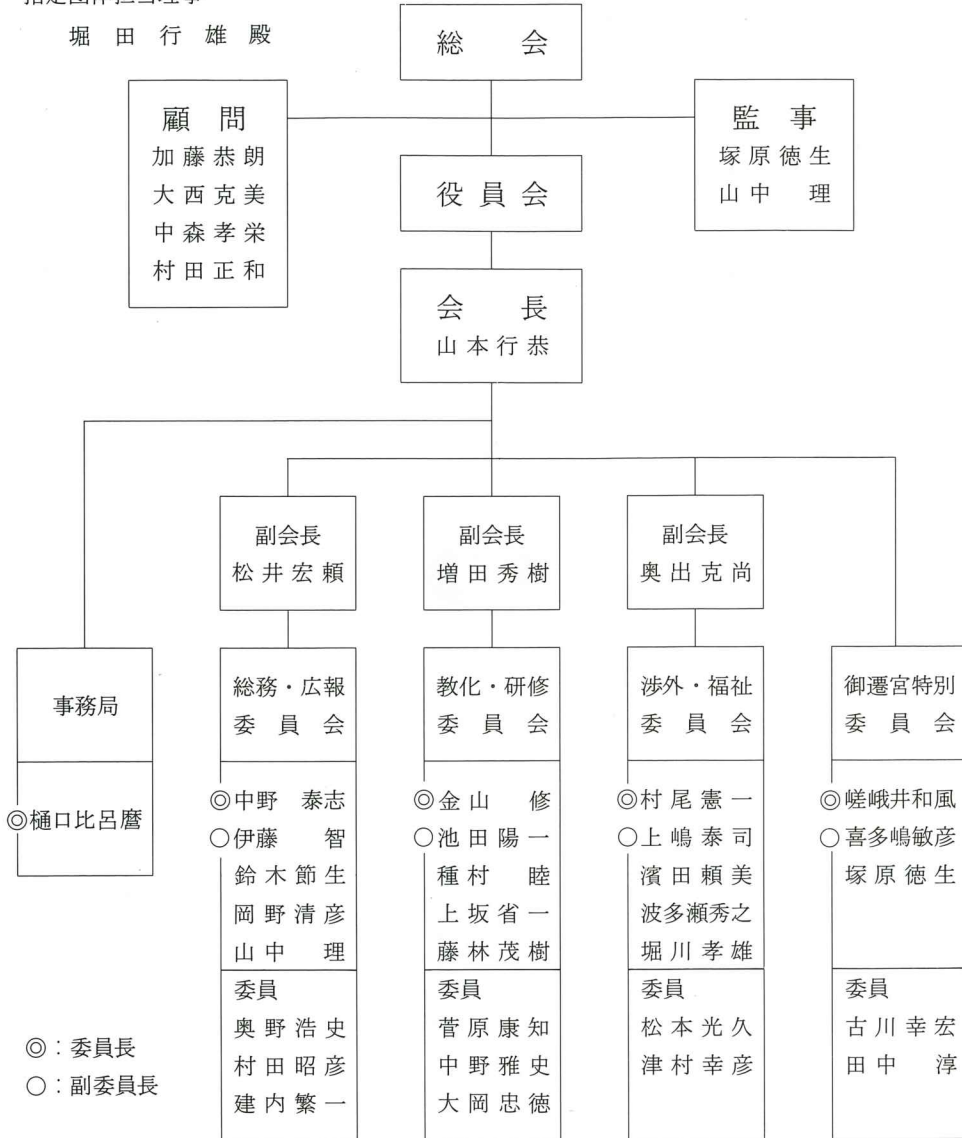 堀田行雄殿
総会
顧問
加藤恭朗
大西克美
中森孝栄
村田正和
監事
塚原徳生
山中 理
役員会
会長
山本行恭
副会長
松井宏頼
副会長
増田秀樹
副会長
奥出克尚
事務局
◎樋口比呂麿
総務・広報
委員会
◎中野 泰志
○伊藤 智
鈴木節生
岡野清彦
山中 理
委員
奥野浩史
村田昭彦
建内繁一
教化・研修
委員会
◎金山 修
○池田陽一
種村 睦
上坂省一
藤林茂樹
委員
菅原康知
中野雅史
大岡忠徳
渉外・福祉
委員会
◎村尾憲一
○上嶋泰司
濱田頼美
波多瀬秀之
堀川孝雄
委員
松本光久
津村幸彦
御遷宮特別
委員会
◎嵯峨井和風
○喜多嶋敏彦
塚原徳生
委員
古川幸宏
田中 淳
◎:委員長
○:副委員長